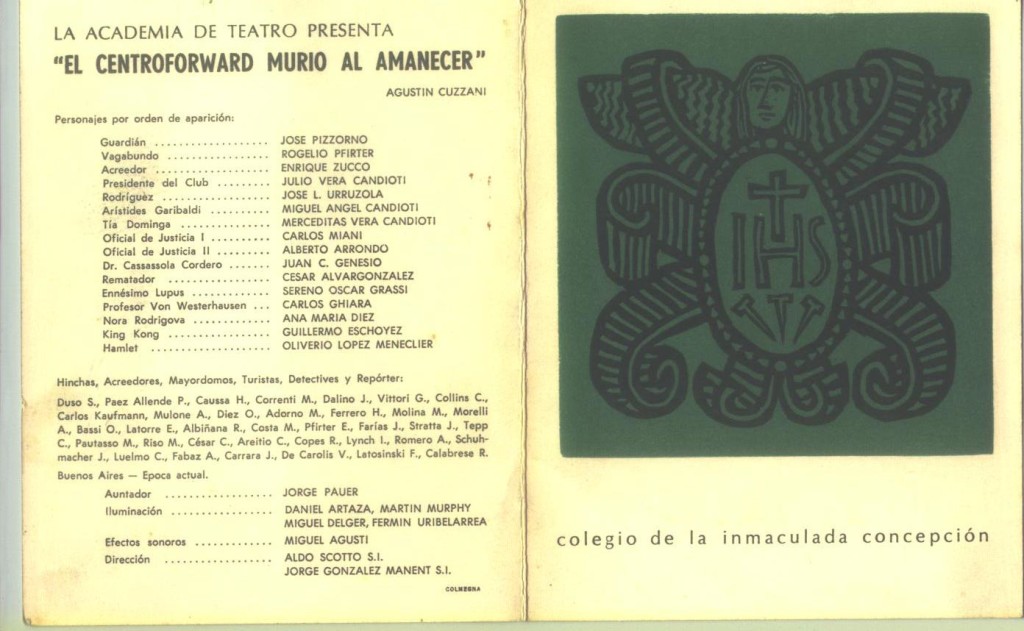 LA ACADEMIA DE TEATRO PRESENTA
"EL CENTROFORWARD MURIO AL AMANECER"
AGUSTIN CUZZANI
Personajes por orden de aparición:
Guardián .................. JOSE PIZZORNO
Vagabundo ................ ROGELIO PFIRTER
Acreedor .................. ENRIQUE ZUCCO
Presidente del Club ......... JULIO VERA CANDIOTI
Rodríguez ................. JOSE L. URRUZOLA
Arístides Garibaldi .......... MIGUEL ANGEL CANDIOTI
Tía Dominga ............... MERCEDITAS VERA CANDIOTI
Oficial de Justicia I ......... CARLOS MIANI
Oficial de Justicia II ........ ALBERTO ARRONDO
Dr. Cassassola Cordero ...... JUAN C. GENESIO
Rematador ................ CESAR ALVARGONZALEZ
Ennésimo Lupus ............ SERENO OSCAR GRASSI
Profesor Von Westerhausen ... CARLOS GHIARA
Nora Rodrigova ............ ANA MARIA DIEZ
King Kong ................. GUILLERMO ESCHOYEZ
Hamlet ................... OLIVERIO LOPEZ MENECLIER
Hinchas, Acreedores, Mayordomos, Turistas, Detectives y Repórter:
Duso S., Paez Allende P., Caussa H., Correnti M., Dalino J., Vittori G., Collins C.,
Carlos Kaufmann, Mulone A., Diez O., Adorno M., Ferrero H., Molina M., Morelli
A., Bassi O., Latorre E., Albiñana R., Costa M., Pfirter E., Farías J., Stratta J., Tepp
C., Pautasso M., Riso M., César C., Areitio C., Copes R., Lynch I., Romero A., Schuh-
macher J., Luelmo C., Fabaz A., Carrara J., De Carolis V., Latosinski F., Calabrese R.
Buenos Aires — Epoca actual.
Auntador ................. JORGE PAUER
Iluminación ................ DANIEL ARTAZA, MARTIN MURPHY
MIGUEL DELGER, FERMIN URIBELARREA
Efectos sonoros ............ MIGUEL AGUSTI
Dirección ................. ALDO SCOTTO S.I.
JORGE GONZALEZ MANENT S.I.
COLMEGNA
IHS
colegio de la inmaculada concepción